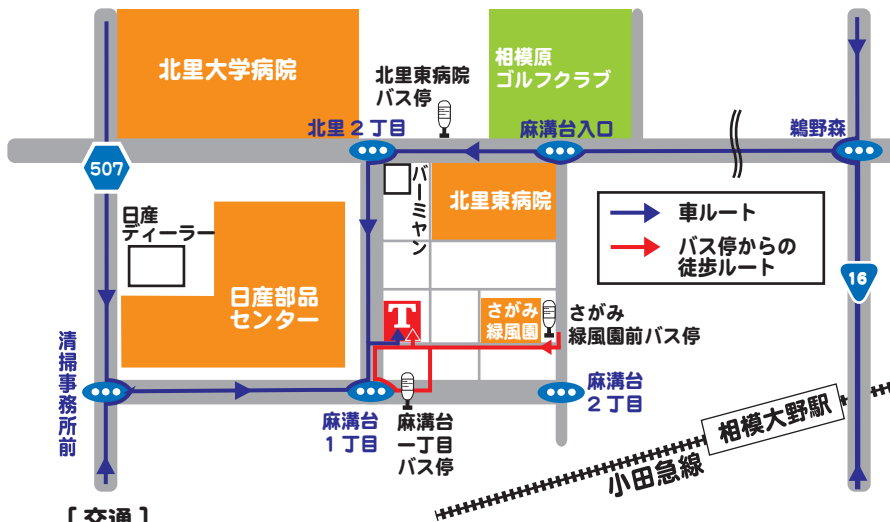 北里大学病院
相模原
ゴルフクラブ
北里東病院
バス停
北里２丁目
麻溝台入口
鵜野森
507
バーミヤン
北里東病院
車ルート
バス停からの
徒歩ルート
日産
ディーラー
日産部品
センター
T
さがみ
緑風園
さがみ
緑風園前バス停
16
清掃事務所前
麻溝台
１丁目
麻溝台
一丁目
バス停
麻溝台
２丁目
相模大野駅
小田急線
［交通］